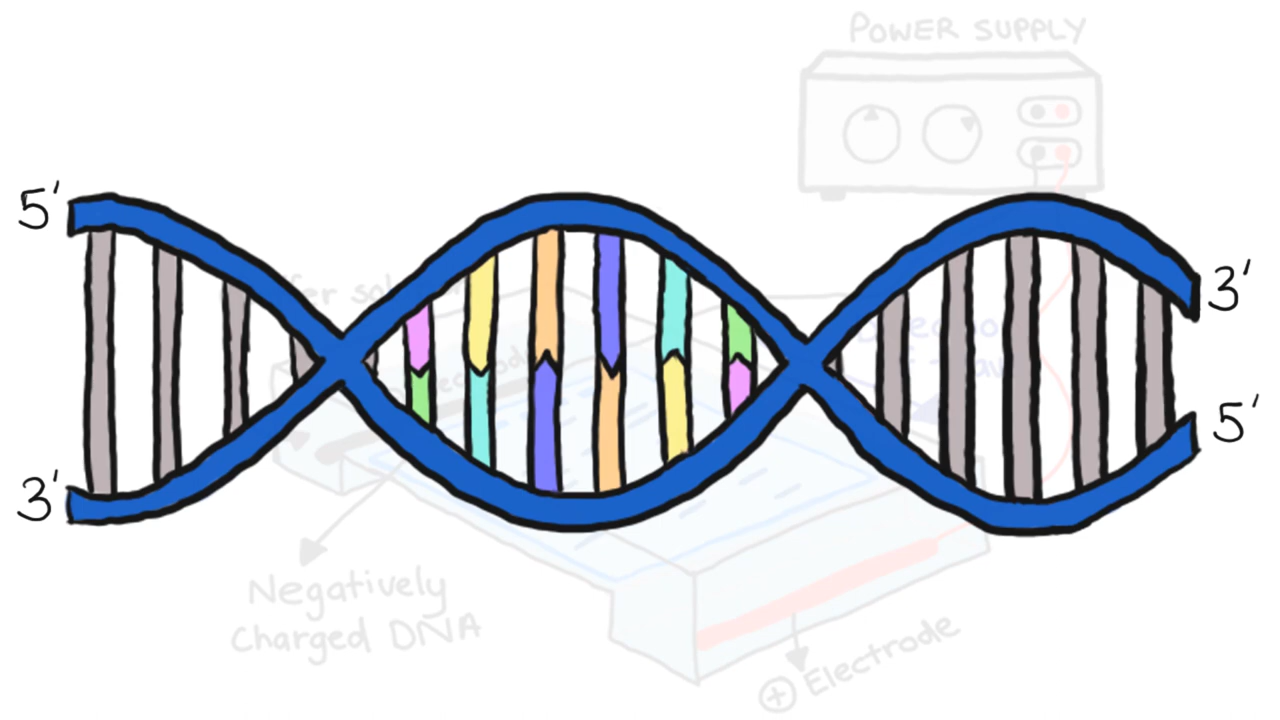 POWER SUPPLY
5'
3'
3'
5'
Negatively
Charged DNA
+ Electrode